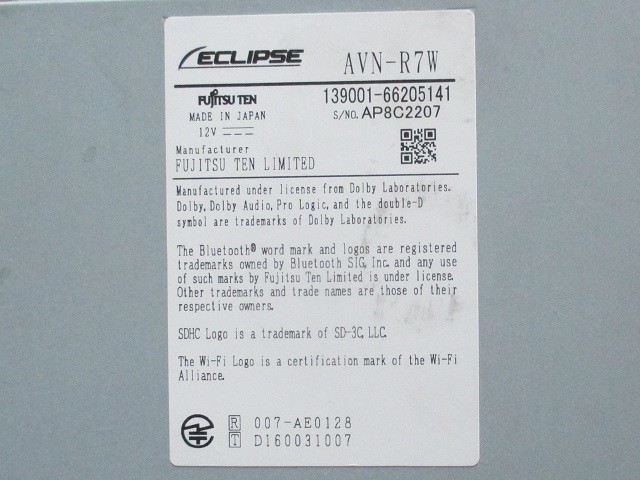 ECLIPSE AVN-R7W
FUJITSU TEN 139001-66205141
MADE IN JAPAN S/NO. AP8C2207
12V
Manufacturer
FUJITSU TEN LIMITED
Manufactured under license from Dolby Laboratories.
Dolby, Dolby Audio, Pro Logic, and the double-D
symbol are trademarks of Dolby Laboratories.
The Bluetooth® word mark and logos are registered
trademarks owned by Bluetooth SIG, Inc. and any use
of such marks by Fujitsu Ten Limited is under license.
Other trademarks and trade names are those of their
respective owners.
SDHC Logo is a trademark of SD-3C, LLC.
The Wi-Fi Logo is a certification mark of the Wi-Fi
Alliance.
R 007-AE0128
T D160031007